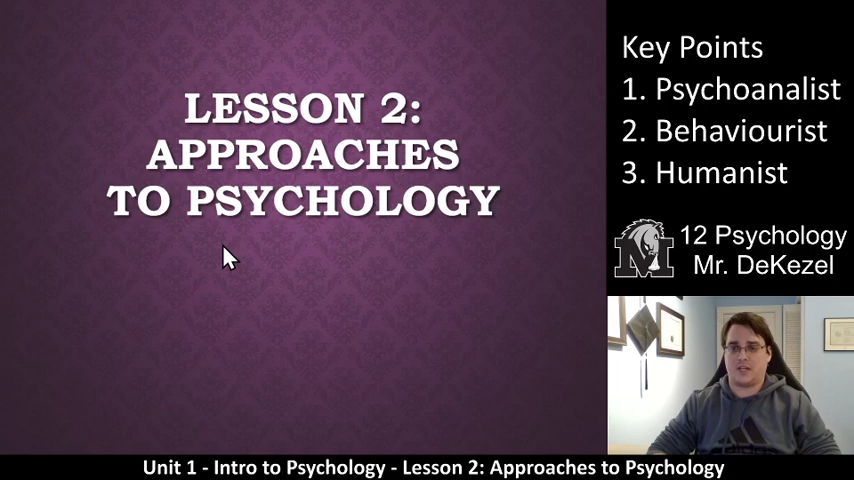 LESSON 2:
APPROACHES
TO PSYCHOLOGY
Key Points
1. Psychoanalist
2. Behaviourist
3. Humanist
M
12 Psychology
Mr. DeKezel
adidas
Unit 1 - Intro to Psychology - Lesson 2: Approaches to Psychology